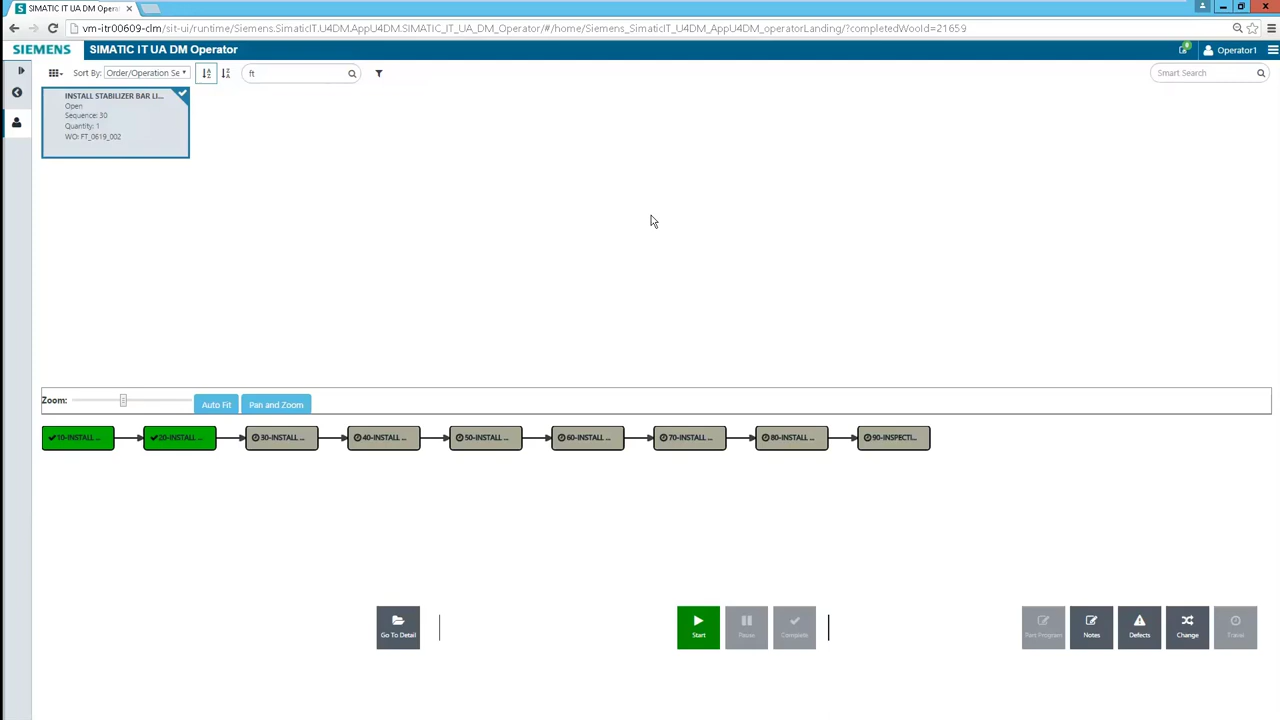 SIMATIC IT UA DM Opera
vm-itr00609-clm/sit-ui/runtime/Siemens.SimaticIT.U4DM.AppU4DM.SIMATIC_IT_UA_DM_Operator/#/home/Siemens_SimaticIT_U4DM_AppU4DM_operatorLanding/?completedWooId=21659
SIEMENS SIMATIC IT UA DM Operator
Operator1
Sort By: Order/Operation Se ft Smart Search
INSTALL STABILIZER BAR LI...
Open
Sequence: 30
Quantity: 1
WO: FT_0619_002
Zoom: Auto Fit Pan and Zoom
10-INSTALL ... 20-INSTALL ... 30-INSTALL ... 40-INSTALL ... 50-INSTALL ... 60-INSTALL ... 70-INSTALL ... 80-INSTALL ... 90-INSPECTI...
Go To Detail Start Pause Complete Notes Defects Change